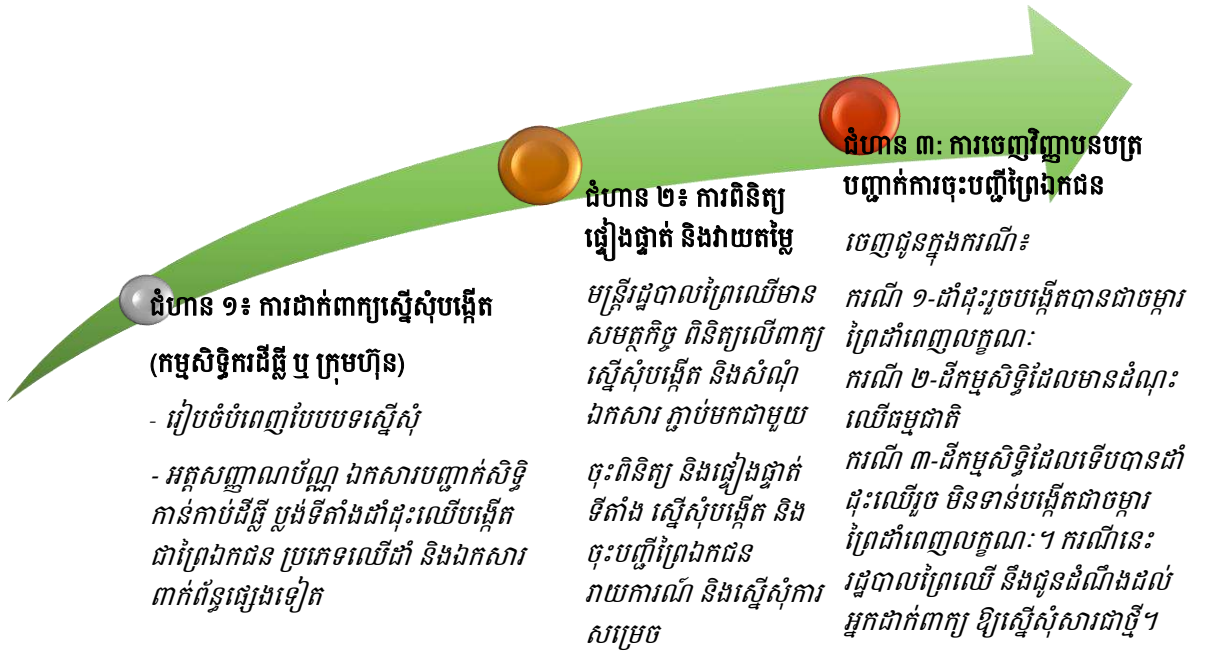 ជំហាន ១៖ ការដាក់ពាក្យស្នើសុំបង្កើត
(កម្មសិទ្ធិករដីធ្លី ឬ ក្រុមហ៊ុន)
- រៀបចំបំពេញបែបបទស្នើសុំ
- អត្តសញ្ញាណប័ណ្ណ ឯកសារបញ្ជាក់សិទ្ធិ
កាន់កាប់ដីធ្លី ប្លង់ទីតាំងដាំដុះឈើបង្កើត
ជាព្រៃឯកជន ប្រភេទឈើដាំ និងឯកសារ
ពាក់ព័ន្ធផ្សេងទៀត
ជំហាន ២៖ ការពិនិត្យ
ផ្ទៀងផ្ទាត់ និងវាយតម្លៃ
មន្ត្រីរដ្ឋបាលព្រៃឈើមាន
សមត្ថកិច្ច ពិនិត្យលើពាក្យ
ស្នើសុំបង្កើត និងសំណុំ
ឯកសារ ភ្ជាប់មកជាមួយ
ចុះពិនិត្យ និងផ្ទៀងផ្ទាត់
ទីតាំង ស្នើសុំបង្កើត និង
ចុះបញ្ជីព្រៃឯកជន
រាយការណ៍ និងស្នើសុំការ
សម្រេច
ជំហាន ៣: ការចេញវិញ្ញាបនបត្រ
បញ្ជាក់ការចុះបញ្ជីព្រៃឯកជន
ចេញជូនក្នុងករណី៖
ករណី ១-ដាំដុះរួចបង្កើតបានជាចម្ការ
ព្រៃដាំពេញលក្ខណៈ
ករណី ២-ដីកម្មសិទ្ធិដែលមានដំណុះ
ឈើធម្មជាតិ
ករណី ៣-ដីកម្មសិទ្ធិដែលទើបបានដាំ
ដុះឈើរួច មិនទាន់បង្កើតជាចម្ការ
ព្រៃដាំពេញលក្ខណៈ។ ករណីនេះ
រដ្ឋបាលព្រៃឈើ នឹងជូនដំណឹងដល់
អ្នកដាក់ពាក្យ ឱ្យស្នើសុំសារជាថ្មី។